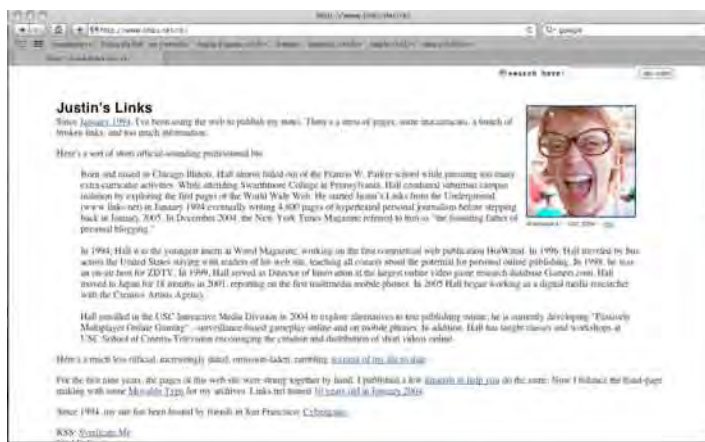 http://www.links.net/vita/
google
search here:
Justin's Links
Since January 1994, I've been using the web to publish my notes. There's a mess of pages, some inaccuracies, a bunch of
broken links, and too much information.
Here's a sort of short official-sounding professional bio:
Born and raised in Chicago Illinois, Hall almost failed out of the Francis W. Parker school while pursuing too many
extra-curricular activities. While attending Swarthmore College in Pennsylvania, Hall combated suburban campus
isolation by exploring the first pages of the World Wide Web. He started Justin's Links from the Underground
(www.links.net) in January 1994 eventually writing 4,800 pages of hypertextual personal journalism before stepping
back in January 2005. In December 2004, the New York Times Magazine referred to him as "the founding father of
personal blogging."
In 1994, Hall was the youngest intern at Wired Magazine, working on the first commercial web publication HotWired. In 1996, Hall traveled by bus
across the United States staying with readers of his web site, teaching all comers about the potential for personal online publishing. In 1998, he was
an on-air host for ZDTV. In 1999, Hall served as Director of Innovation at the largest online video game research database Gamers.com. Hall
moved to Japan for 18 months in 2001, reporting on the first multimedia mobile phones. In 2005 Hall began working as a digital media researcher
with the Creative Artists Agency.
Hall enrolled in the USC Interactive Media Division in 2004 to explore alternatives to text publishing online; he is currently developing "Passively
Multiplayer Online Gaming" - surveillance-based gameplay online and on mobile phones. In addition, Hall has taught classes and workshops at
USC School of Cinema-Television encouraging the creation and distribution of short videos online.
Here's a much less official, increasingly dated, omission-laden, rambling account of my life to date.
For the first nine years, the pages of this web site were strung together by hand. I published a few tutorials to help you do the same. Now I balance the hand-page
making with some Movable Type for my archives. Links.net turned 10 years old in January 2004.
Since 1994, my site has been hosted by friends in San Francisco: Cyborganic.
RSS: Syndicate Me